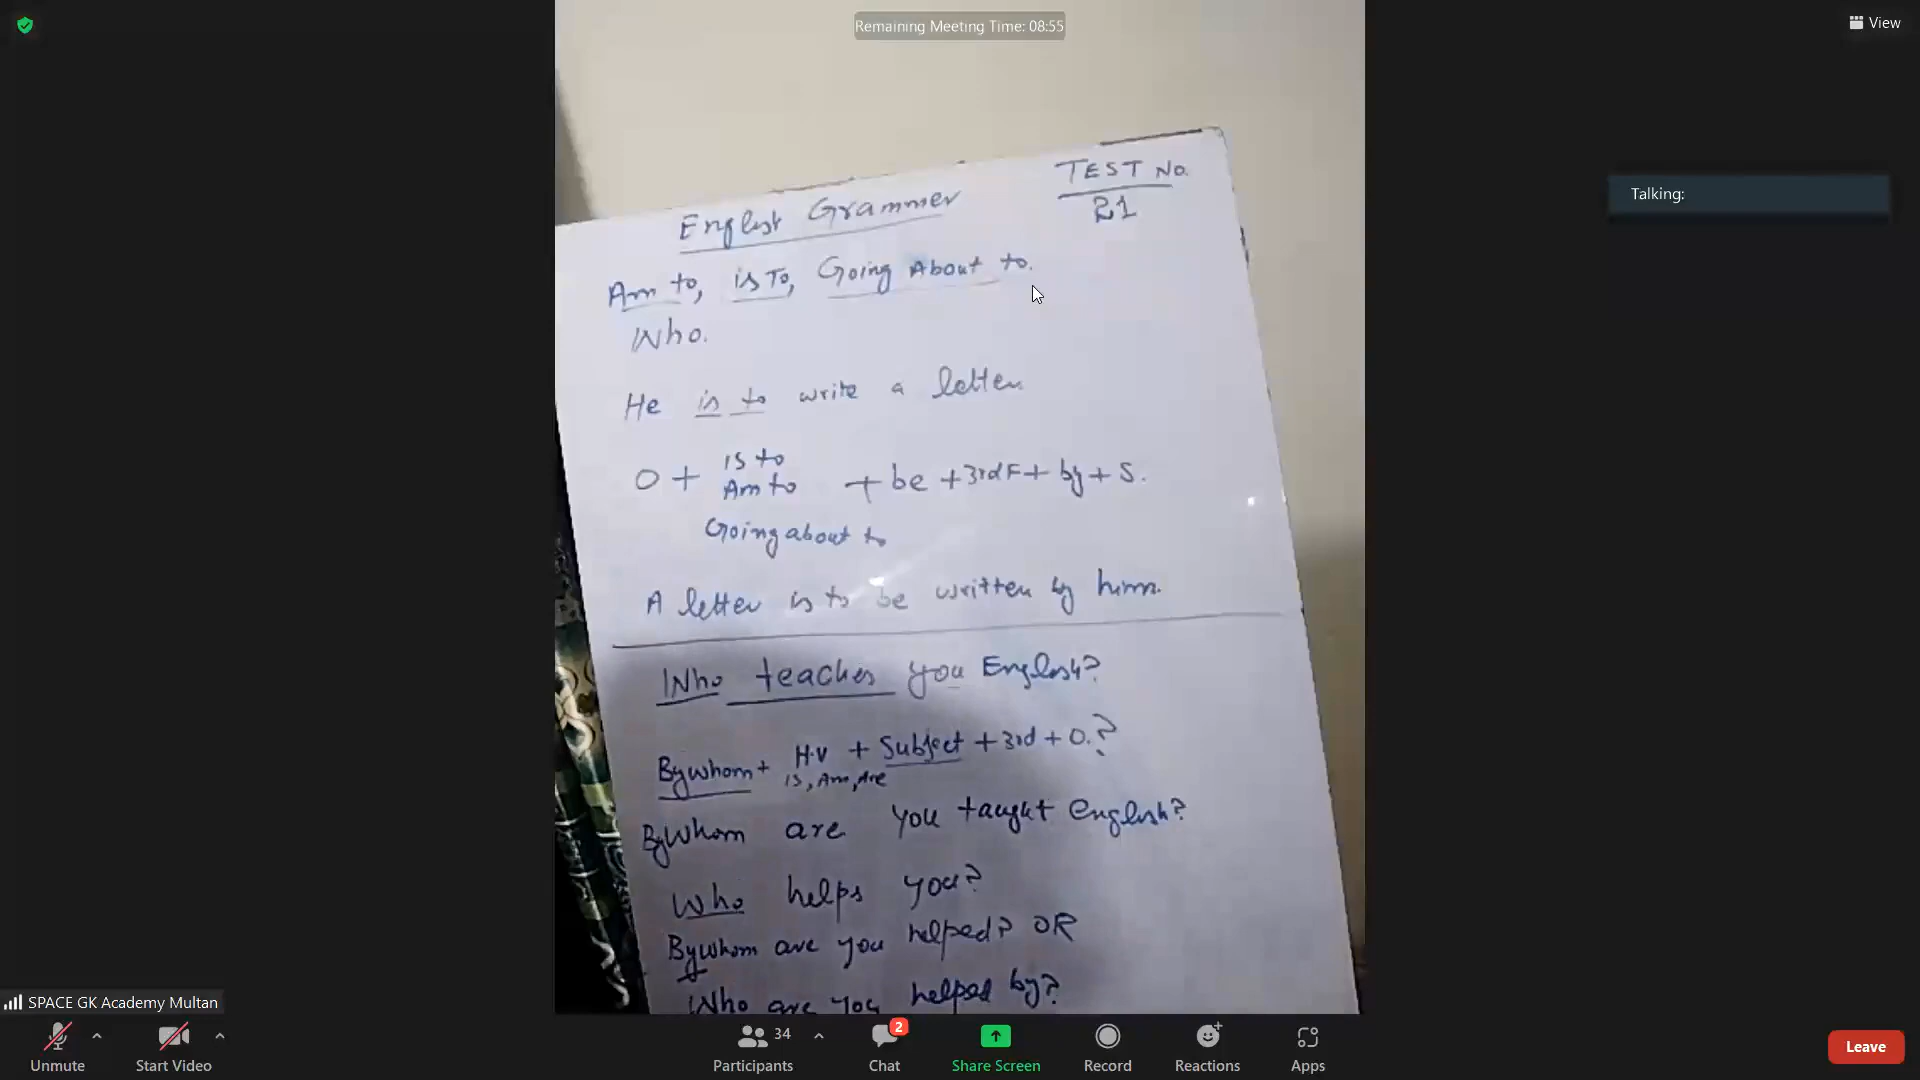 Remaining Meeting Time: 08:55
View
Talking:
TEST No.
21
English Grammer
Am to, is To, Going About to.
Who.
He is to write a letter
O + is to
Am to
Going about to
+ be + 3rd F + by + S.
A letter is to be written by him.
Who teaches you English?
By whom + H.V + Subject + 3rd + O.?
is, Am, Are
By Whom are you taught English?
Who helps you?
By whom are you helped? OR
Who are you helped by?
SPACE GK Academy Multan
Unmute
Start Video
34
Participants
2
Chat
Share Screen
Record
Reactions
Apps
Leave